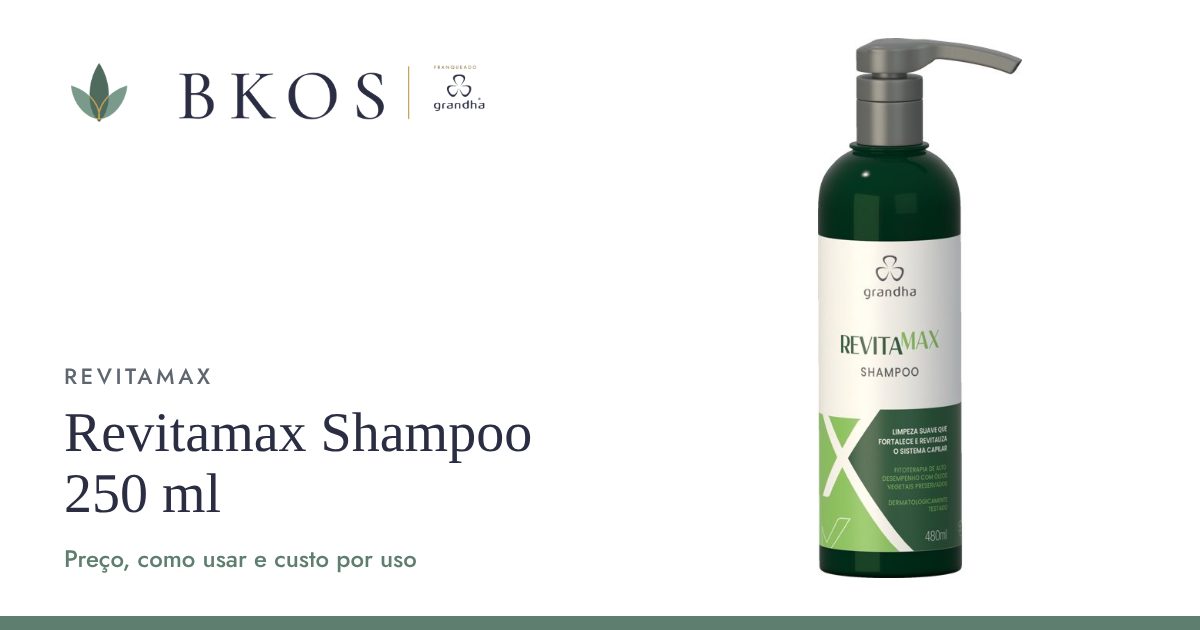 BKOS
FRANQUEADO
grandha
REVITAMAX
Revitamax Shampoo
250 ml
Preço, como usar e custo por uso
grandha
REVITAMAX
SHAMPOO
LIMPEZA SUAVE QUE
FORTALECE E REVITALIZA
O SISTEMA CAPILAR
FITOTERAPIA DE ALTO
DESEMPENHO COM ÓLEOS
VEGETAIS PRESERVADOS
DERMATOLOGICAMENTE
TESTADO
480ml